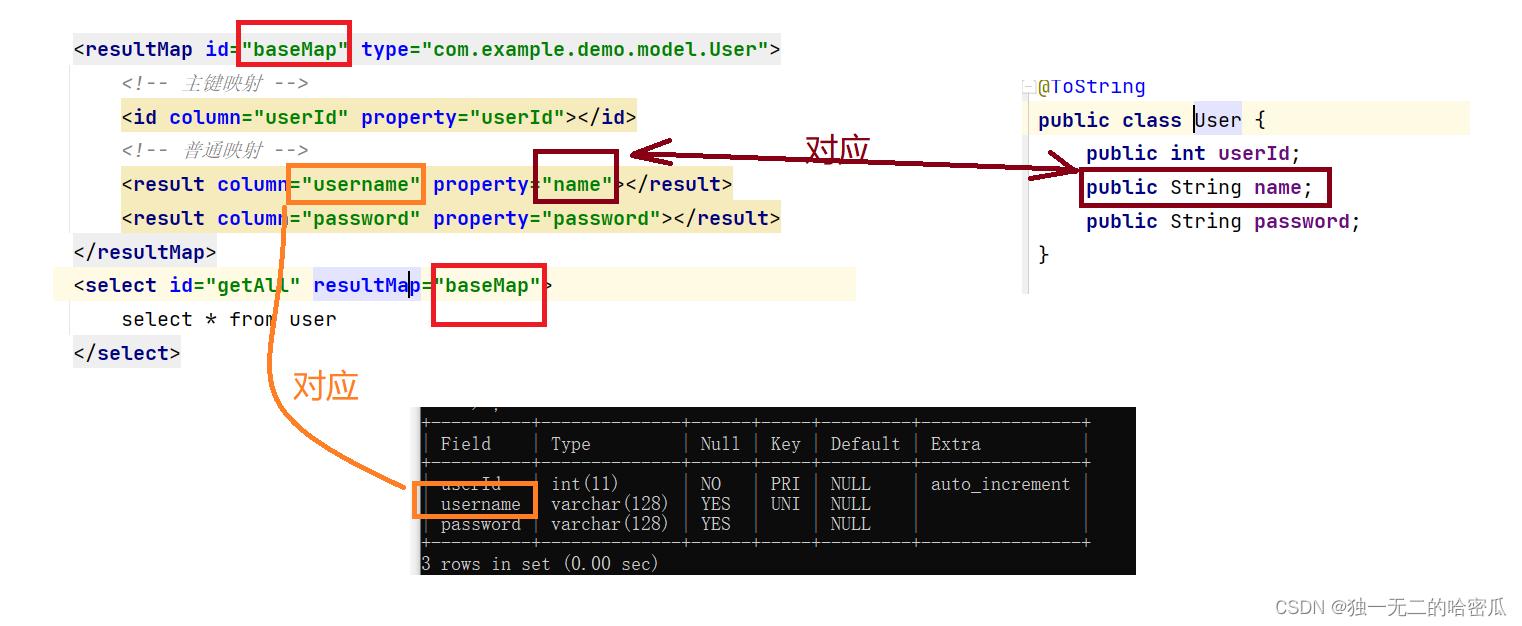 <resultMap id="baseMap" type="com.example.demo.model.User">
<!-- 主键映射 -->
<id column="userId" property="userId"></id>
<!-- 普通映射 -->
<result column="username" property="name"></result>
<result column="password" property="password"></result>
</resultMap>
<select id="getAll" resultMap="baseMap">
select * from user
</select>
对应
@ToString
public class User {
public int userId;
public String name;
public String password;
}
对应
| Field | Type | Null | Key | Default | Extra |
| userId | int(11) | NO | PRI | NULL | auto_increment |
| username | varchar(128) | YES | UNI | NULL | |
| password | varchar(128) | YES | | NULL | |
3 rows in set (0.00 sec)
CSDN @独一无二的哈密瓜